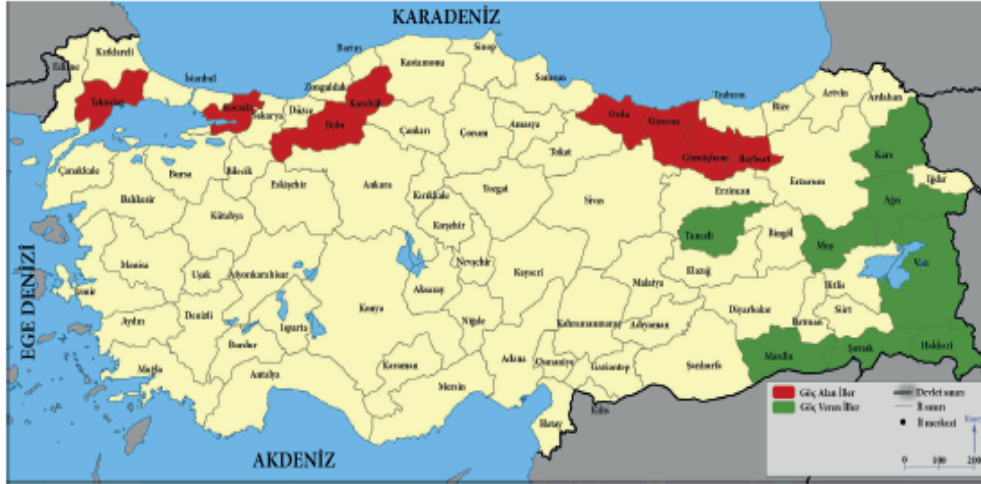 KARADENİZ
Kırklareli
Edirne
Tekirdağ
İstanbul
Kocaeli
Sakarya
Düzce
Zonguldak
Bartın
Karabük
Bolu
Kastamonu
Sinop
Samsun
Çankırı
Çorum
Amasya
Tokat
Ordu
Giresun
Trabzon
Gümüşhane
Bayburt
Rize
Artvin
Ardahan
Kars
Iğdır
Ağrı
Erzurum
Erzincan
Tunceli
Bingöl
Muş
Van
Bitlis
Siirt
Batman
Şırnak
Hakkari
Mardin
Diyarbakır
Elazığ
Malatya
Adıyaman
Şanlıurfa
Gaziantep
Kilis
Kahramanmaraş
Osmaniye
Hatay
Adana
Mersin
Niğde
Kayseri
Sivas
Yozgat
Nevşehir
Kırşehir
Kırıkkale
Aksaray
Ankara
Konya
Karaman
Eskişehir
Bilecik
Bursa
Çanakkale
Balıkesir
Kütahya
Manisa
Uşak
Afyonkarahisar
İzmir
Aydın
Denizli
Isparta
Burdur
Muğla
Antalya
EGE DENİZİ
AKDENİZ
Göç Alan İller
Göç Veren İller
Devlet sınırı
İl sınırı
İl merkezi
0 100 200